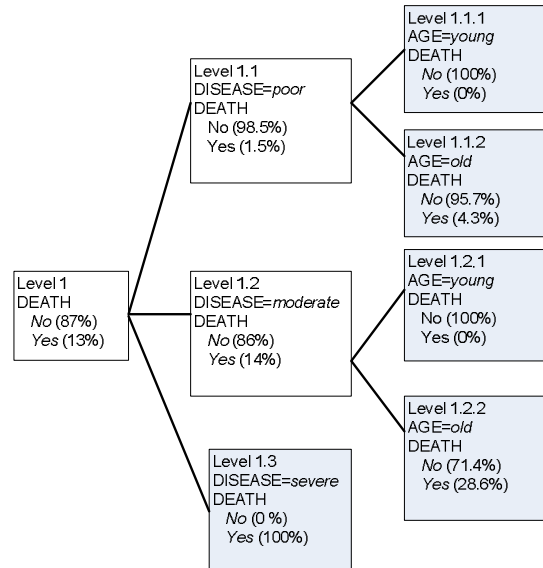 Level 1
DEATH
No (87%)
Yes (13%)
Level 1.1
DISEASE=poor
DEATH
No (98.5%)
Yes (1.5%)
Level 1.2
DISEASE=moderate
DEATH
No (86%)
Yes (14%)
Level 1.3
DISEASE=severe
DEATH
No (0 %)
Yes (100%)
Level 1.1.1
AGE=young
DEATH
No (100%)
Yes (0%)
Level 1.1.2
AGE=old
DEATH
No (95.7%)
Yes (4.3%)
Level 1.2.1
AGE=young
DEATH
No (100%)
Yes (0%)
Level 1.2.2
AGE=old
DEATH
No (71.4%)
Yes (28.6%)